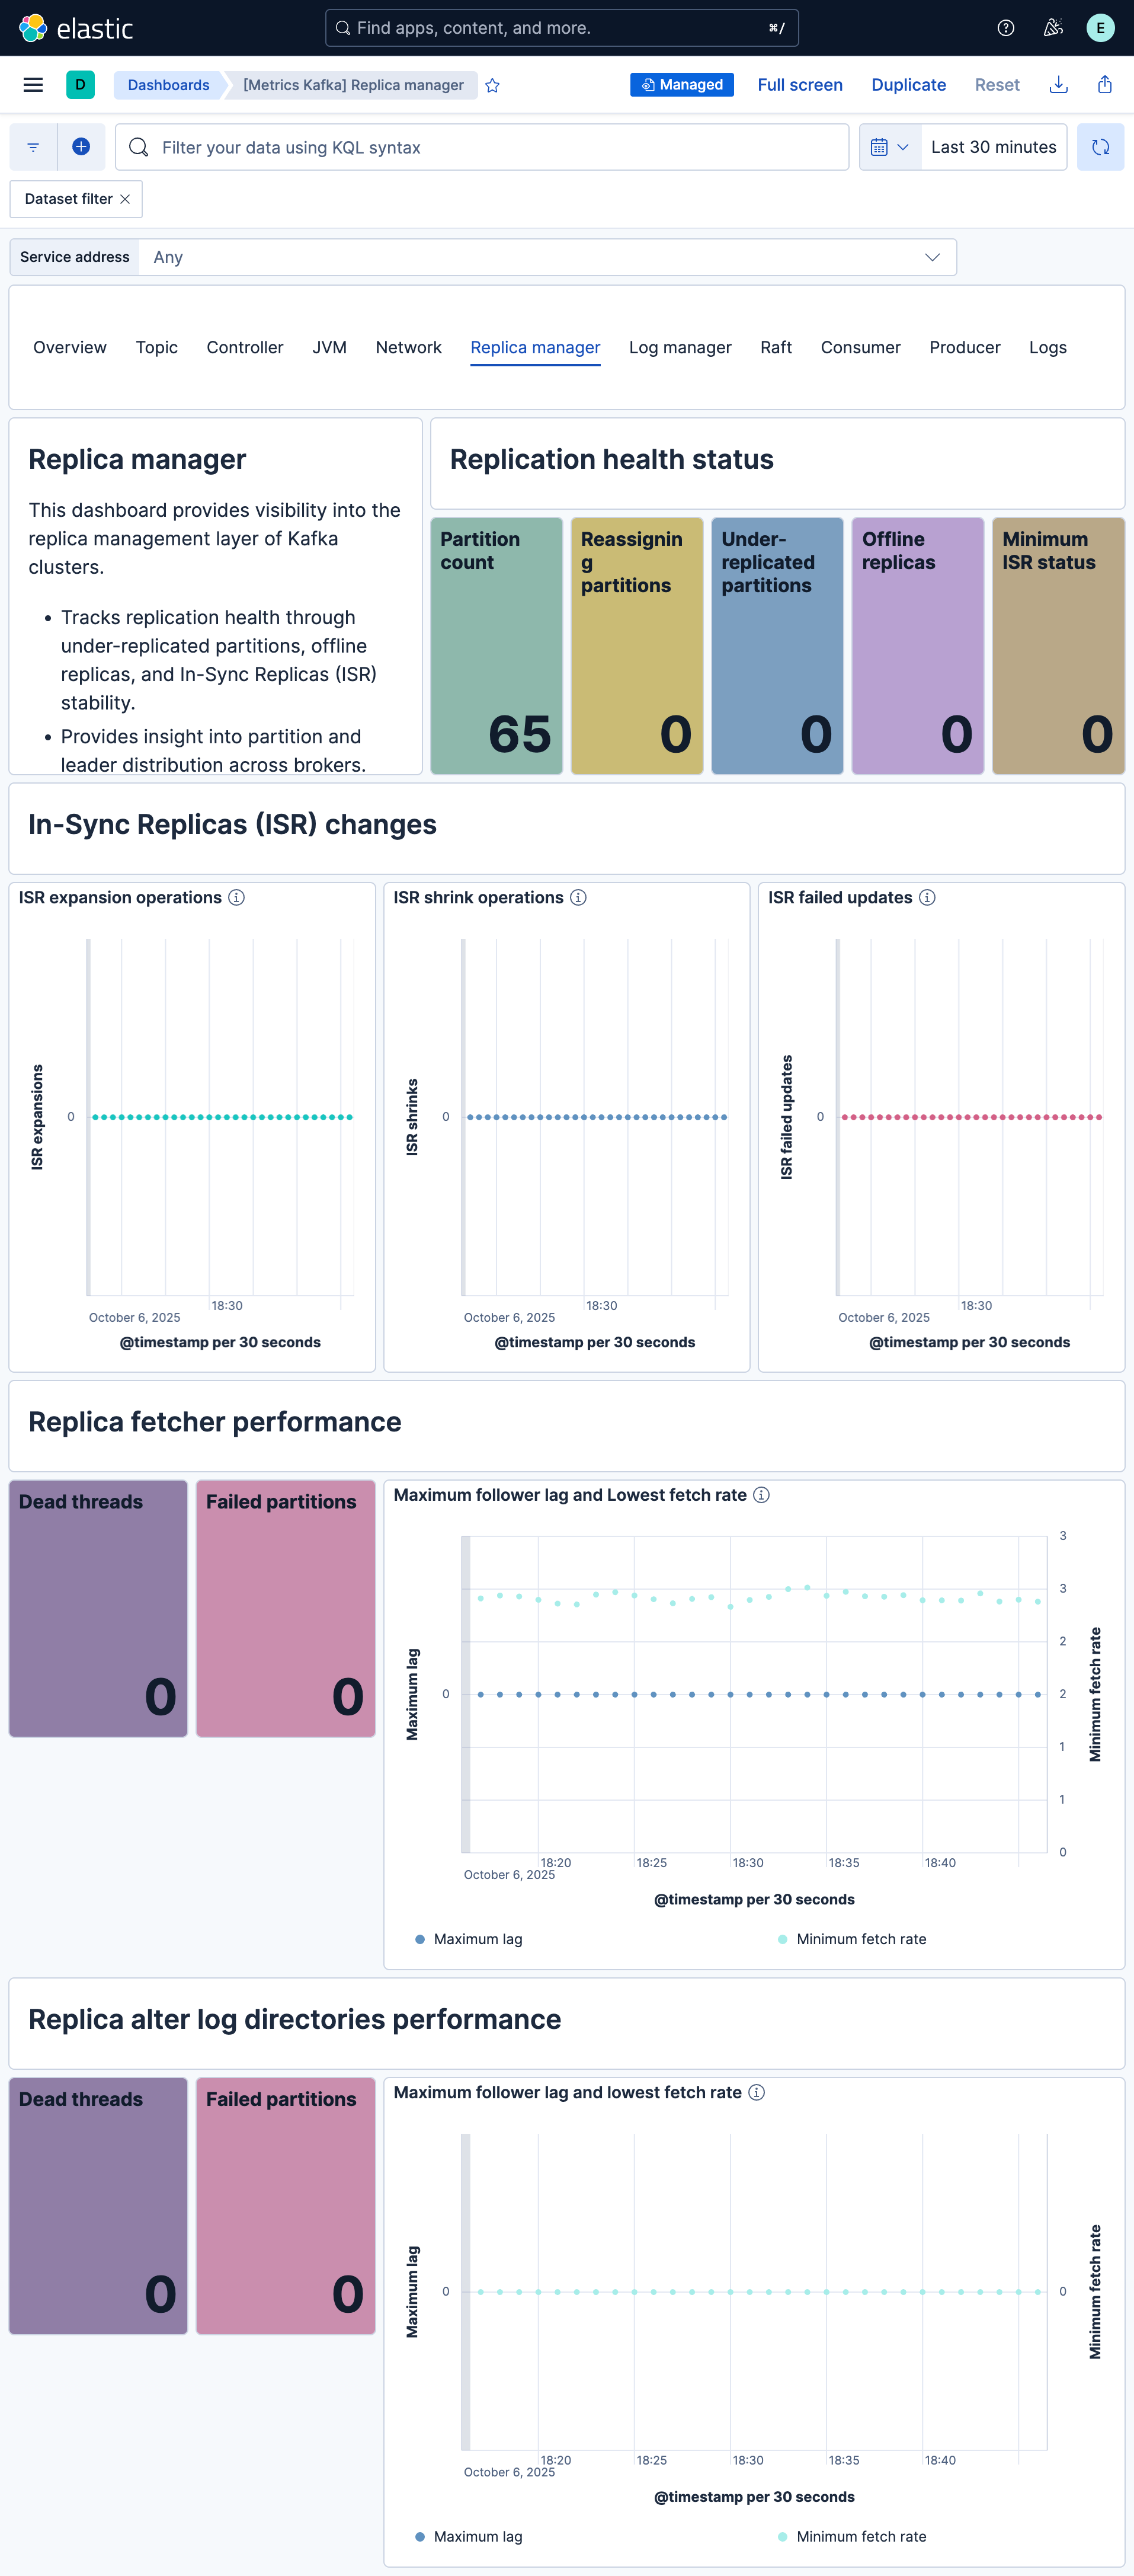 elastic
Find apps, content, and more.
⌘/
E
D
Dashboards
[Metrics Kafka] Replica manager
Managed
Full screen
Duplicate
Reset
Filter your data using KQL syntax
Last 30 minutes
Dataset filter
Service address
Any
Overview
Topic
Controller
JVM
Network
Replica manager
Log manager
Raft
Consumer
Producer
Logs
Replica manager
This dashboard provides visibility into the
replica management layer of Kafka
clusters.
• Tracks replication health through
under-replicated partitions, offline
replicas, and In-Sync Replicas (ISR)
stability.
• Provides insight into partition and
leader distribution across brokers.
Replication health status
Partition
count
65
Reassignin
g
partitions
0
Under-
replicated
partitions
0
Offline
replicas
0
Minimum
ISR status
0
In-Sync Replicas (ISR) changes
ISR expansion operations
ISR expansions
0
18:30
October 6, 2025
@timestamp per 30 seconds
ISR shrink operations
ISR shrinks
0
18:30
October 6, 2025
@timestamp per 30 seconds
ISR failed updates
ISR failed updates
0
18:30
October 6, 2025
@timestamp per 30 seconds
Replica fetcher performance
Dead threads
0
Failed partitions
0
Maximum follower lag and Lowest fetch rate
Maximum lag
0
3
3
2
2
1
1
0
Minimum fetch rate
18:20
18:25
18:30
18:35
18:40
October 6, 2025
@timestamp per 30 seconds
Maximum lag
Minimum fetch rate
Replica alter log directories performance
Dead threads
0
Failed partitions
0
Maximum follower lag and lowest fetch rate
Maximum lag
0
0
Minimum fetch rate
18:20
18:25
18:30
18:35
18:40
October 6, 2025
@timestamp per 30 seconds
Maximum lag
Minimum fetch rate